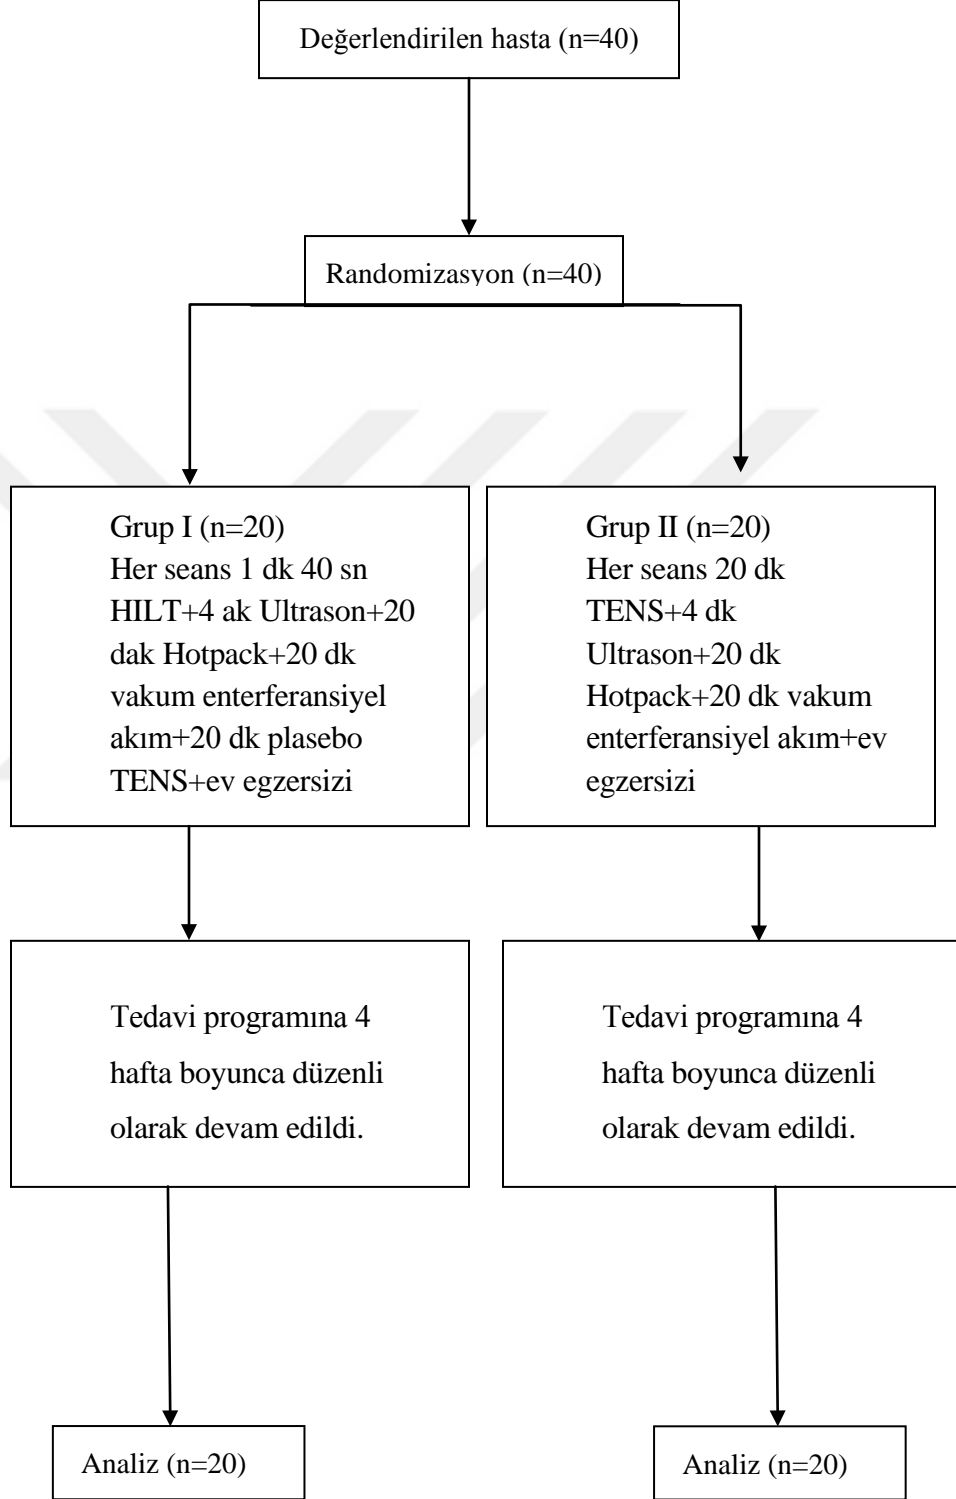 Değerlendirilen hasta (n=40)
Randomizasyon (n=40)
Grup I (n=20)
Her seans 1 dk 40 sn
HILT+4 ak Ultrason+20
dak Hotpack+20 dk
vakum enterferansiyel
akım+20 dk plasebo
TENS+ev egzersizi
Grup II (n=20)
Her seans 20 dk
TENS+4 dk
Ultrason+20 dk
Hotpack+20 dk vakum
enterferansiyel akım+ev
egzersizi
Tedavi programına 4
hafta boyunca düzenli
olarak devam edildi.
Tedavi programına 4
hafta boyunca düzenli
olarak devam edildi.
Analiz (n=20)
Analiz (n=20)